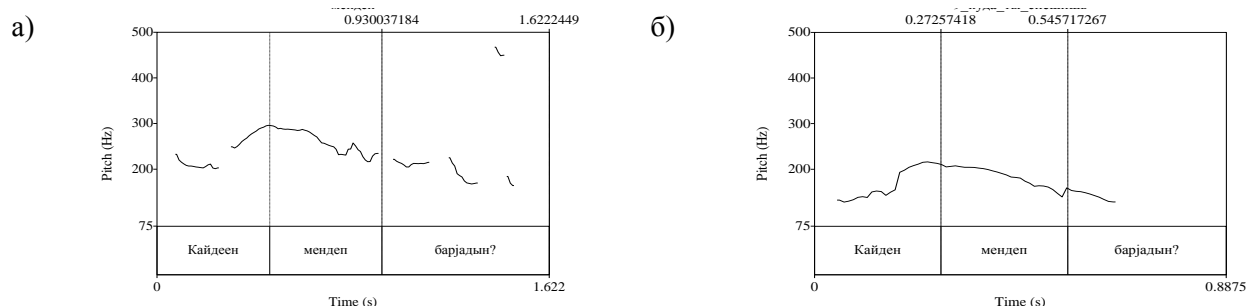 а)
мендеп
0.930037184 1.6222449
500
400
300
200
75
Pitch (Hz)
Кайдеен мендеп барјадын?
0 1.622
Time (s)
б)
0.27257418 0.545717267
500
400
300
200
75
Pitch (Hz)
Кайден мендеп барјадын?
0 0.8875
Time (s)